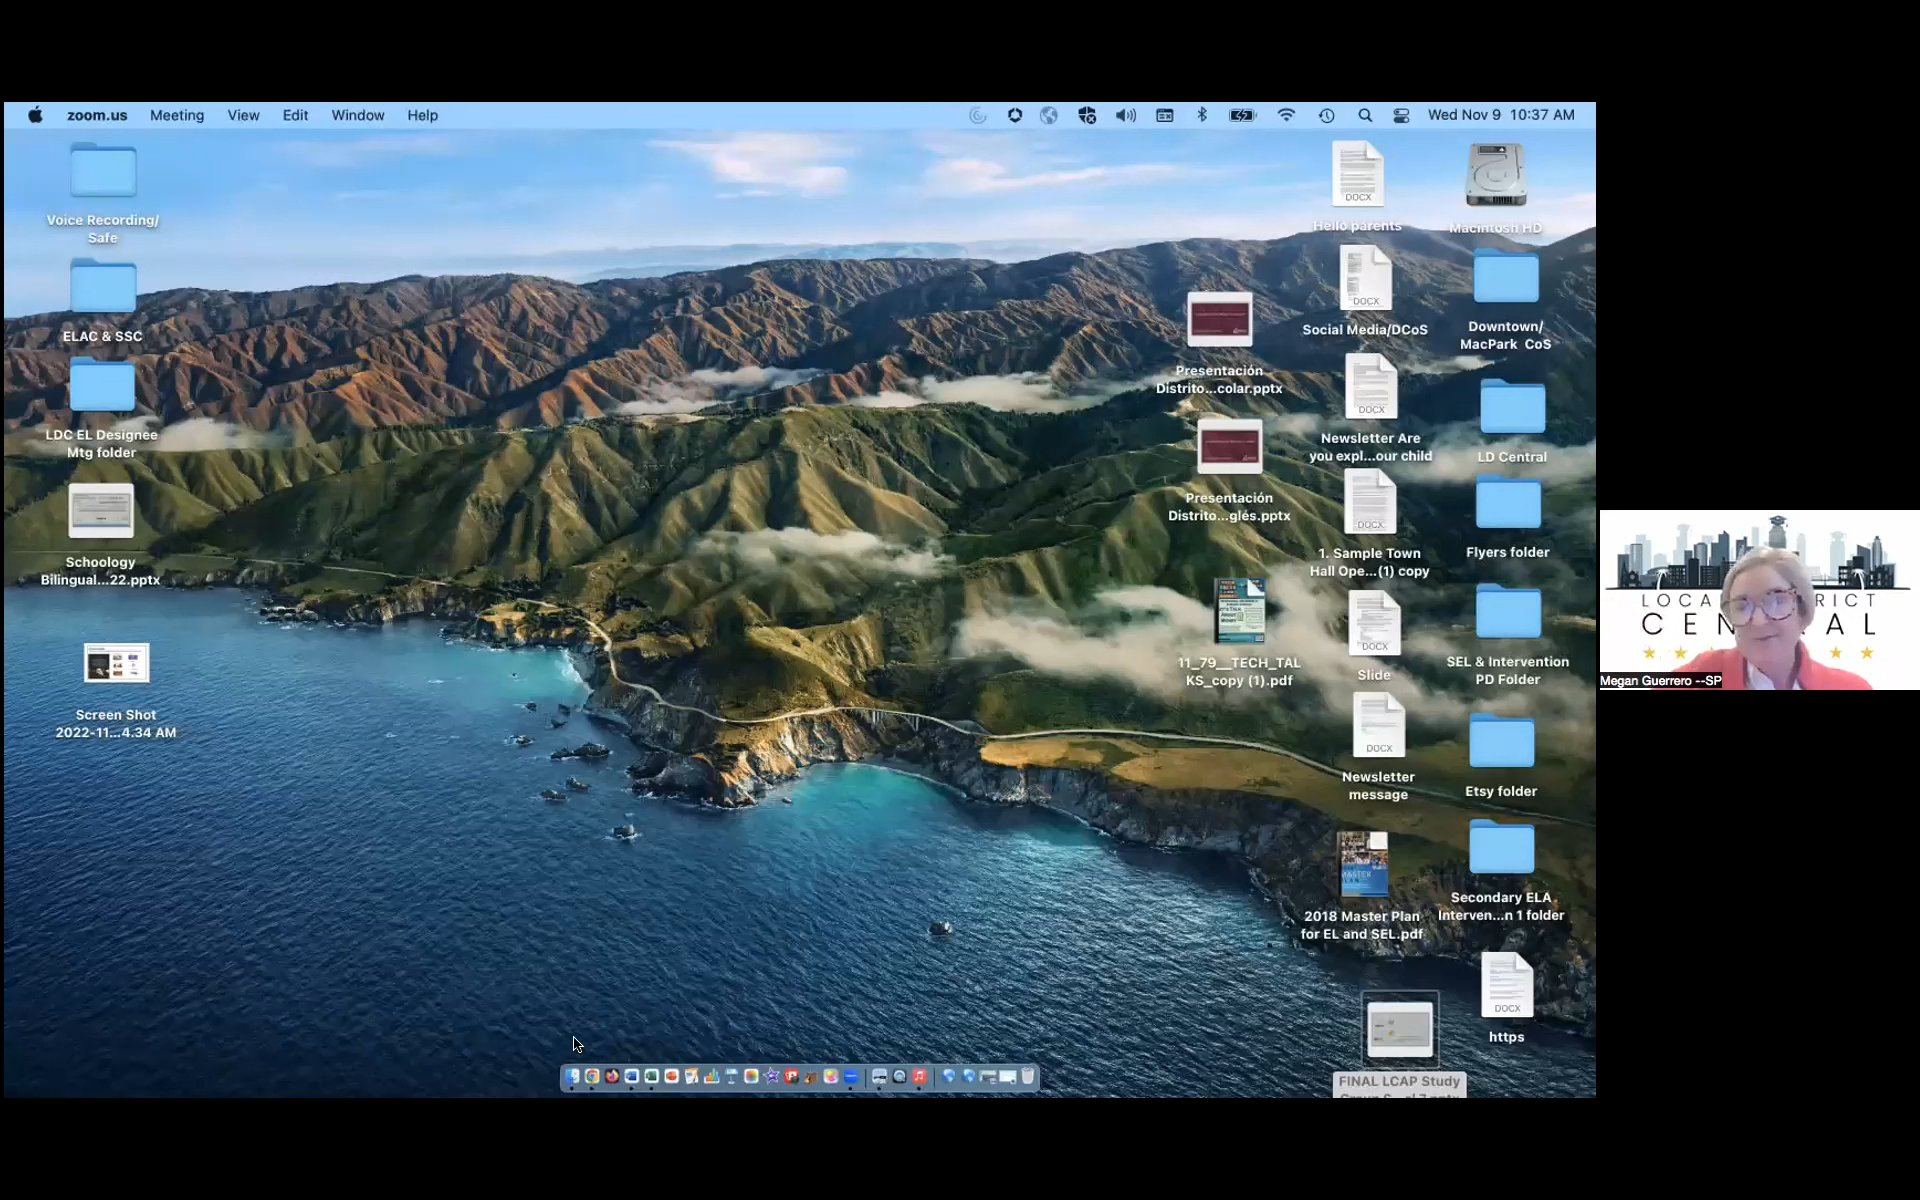 zoom.us Meeting View Edit Window Help Wed Nov 9 10:37 AM
Voice Recording/
Safe
ELAC & SSC
LDC EL Designee
Mtg folder
Schoology
Bilingual...22.pptx
Screen Shot
2022-11...4.34 AM
Presentación
Distrito...colar.pptx
Presentación
Distrito...glés.pptx
11_79__TECH_TAL
KS_copy (1).pdf
DOCX
Hello parents
DOCX
Social Media/DCoS
DOCX
Newsletter Are
you expl...our child
DOCX
1. Sample Town
Hall Ope...(1) copy
DOCX
Slide
DOCX
Newsletter
message
MASTER
2018 Master Plan
for EL and SEL.pdf
FINAL LCAP Study
Macintosh HD
Downtown/
MacPark CoS
LD Central
Flyers folder
SEL & Intervention
PD Folder
Etsy folder
Secondary ELA
Interven...n 1 folder
DOCX
https
LOCA RICT
CEN AL
Megan Guerrero --SP